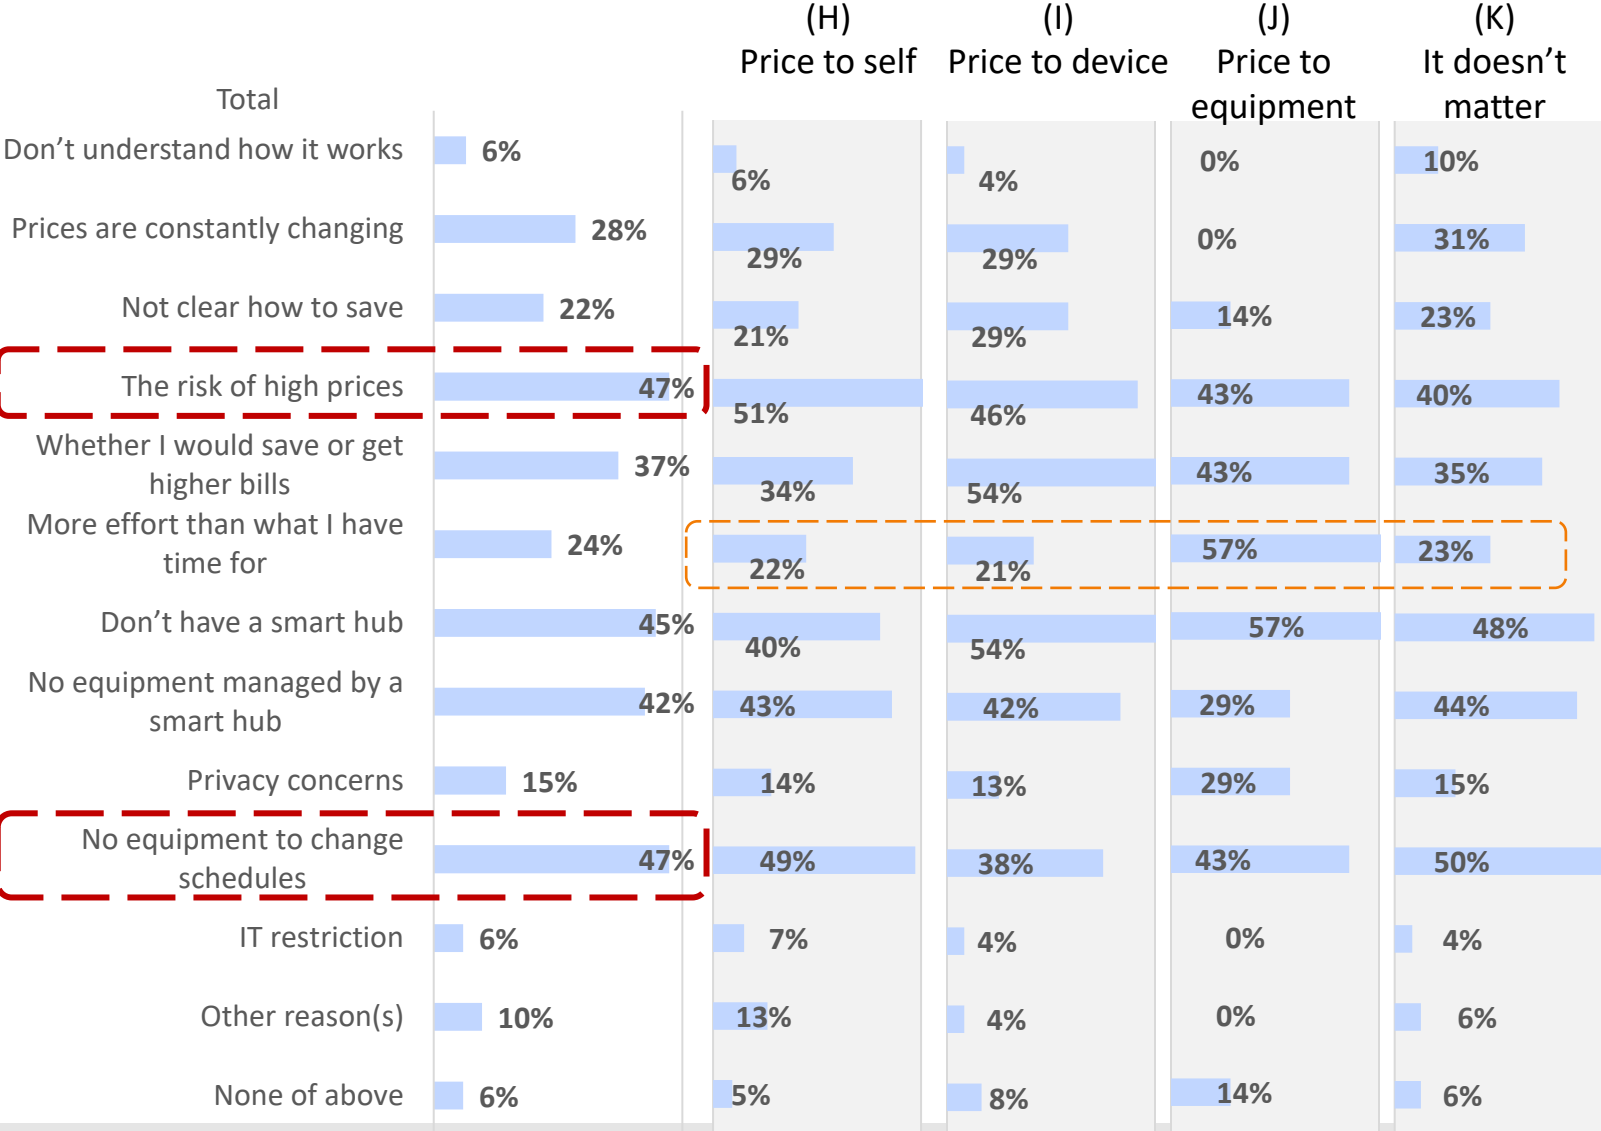 (H) (I) (J) (K)
Price to self Price to device Price to It doesn’t
equipment matter
Total
Don’t understand how it works 6% 6% 4% 0% 10%
Prices are constantly changing 28% 29% 29% 0% 31%
Not clear how to save 22% 21% 29% 14% 23%
The risk of high prices 47% 51% 46% 43% 40%
Whether I would save or get
higher bills 37% 34% 54% 43% 35%
More effort than what I have
time for 24% 22% 21% 57% 23%
Don’t have a smart hub 45% 40% 54% 57% 48%
No equipment managed by a
smart hub 42% 43% 42% 29% 44%
Privacy concerns 15% 14% 13% 29% 15%
No equipment to change
schedules 47% 49% 38% 43% 50%
IT restriction 6% 7% 4% 0% 4%
Other reason(s) 10% 13% 4% 0% 6%
None of above 6% 5% 8% 14% 6%